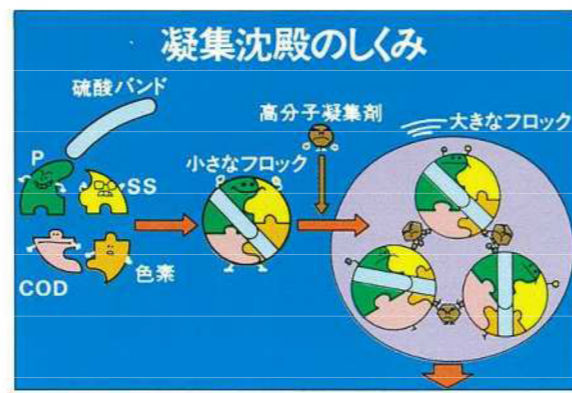 凝集沈殿のしくみ
硫酸バンド
高分子凝集剤
大きなフロック
小さなフロック
P
SS
COD
色素